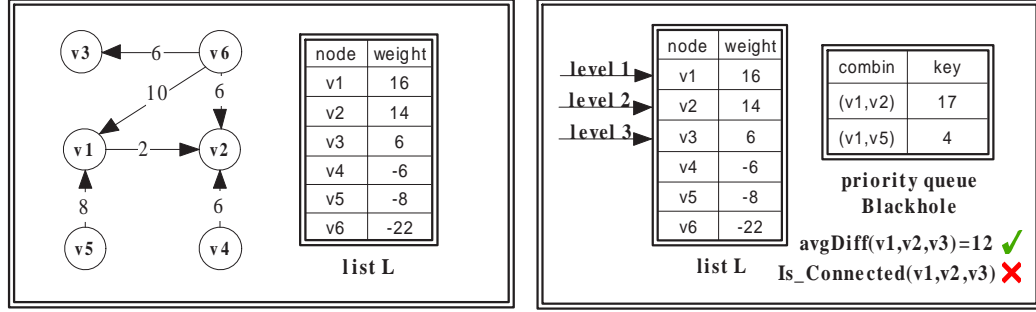 v3
6
v6
10
6
v1
2
v2
8
6
v5
v4
node weight
v1 16
v2 14
v3 6
v4 -6
v5 -8
v6 -22
list L
level 1
level 2
level 3
node weight
v1 16
v2 14
v3 6
v4 -6
v5 -8
v6 -22
list L
combin key
(v1,v2) 17
(v1,v5) 4
priority queue
Blackhole
avgDiff(v1,v2,v3)=12
Is_Connected(v1,v2,v3)